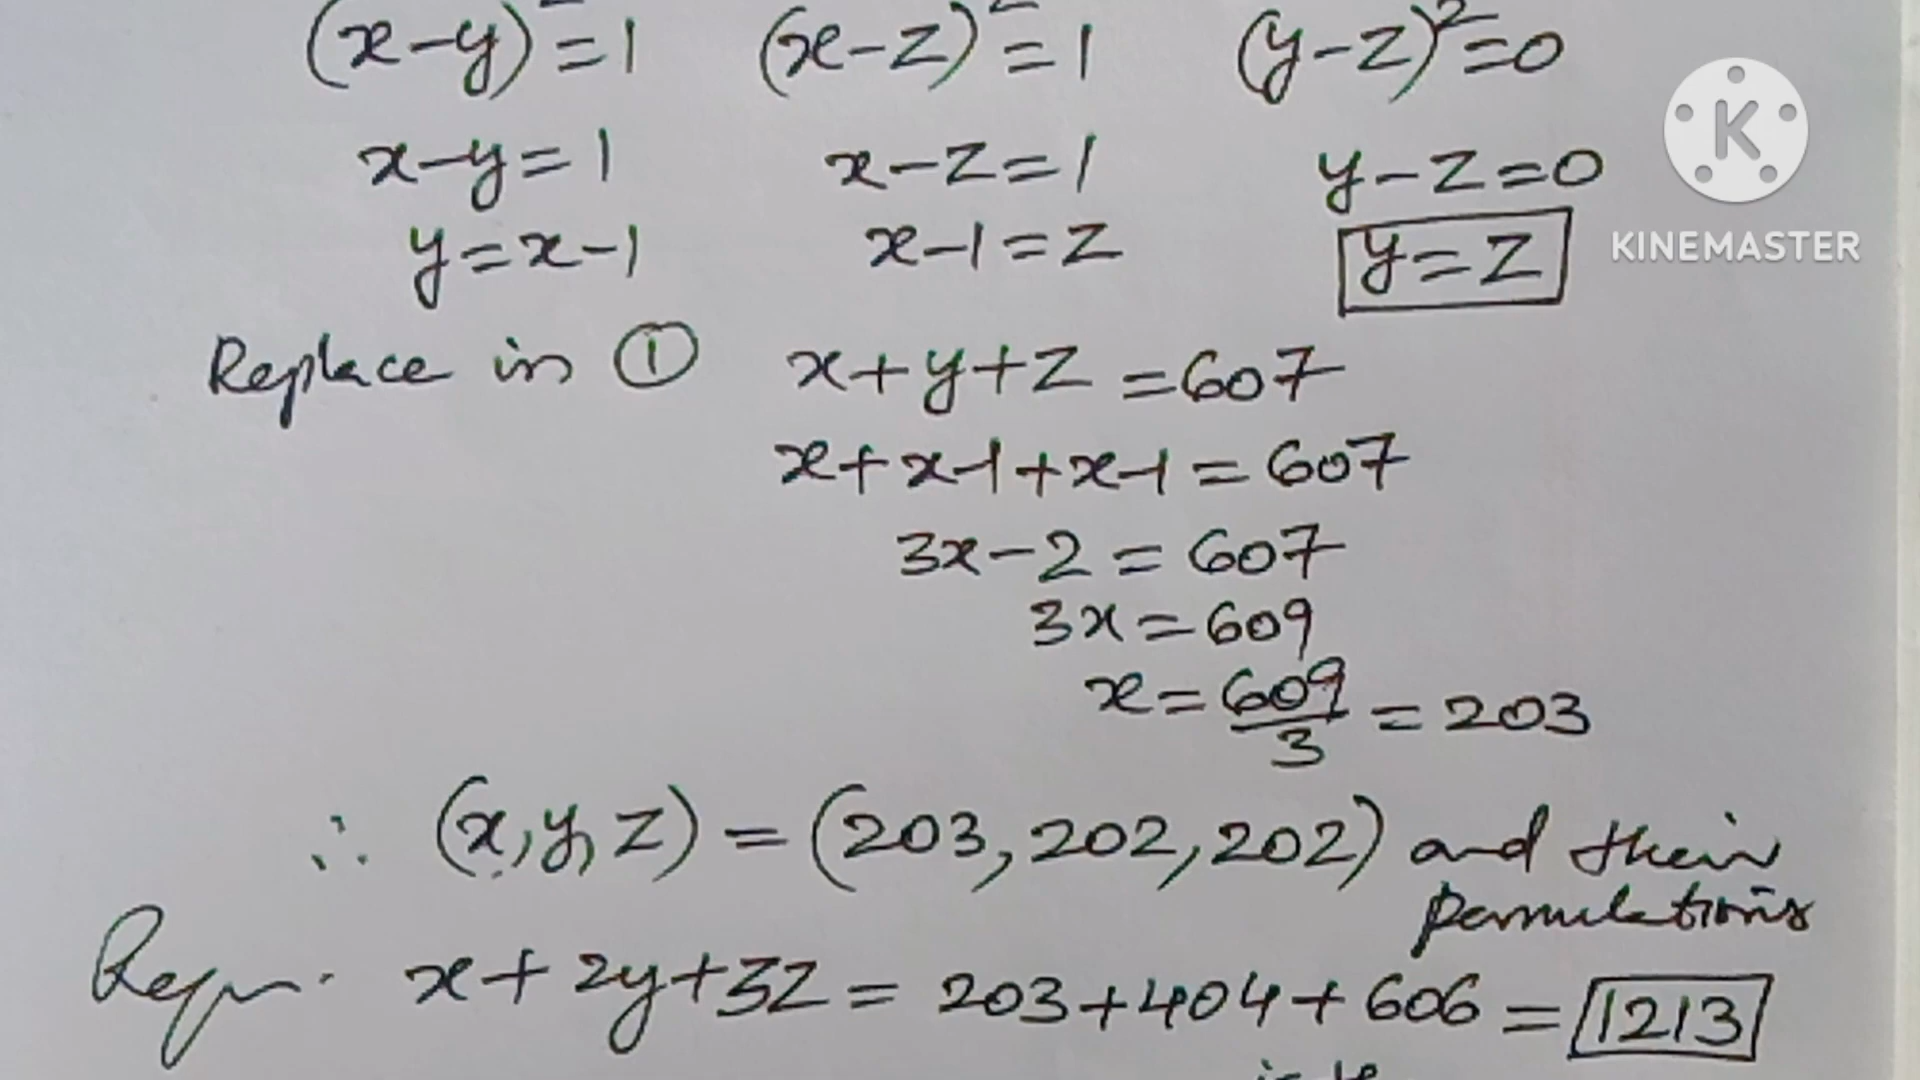 (x-y)²=1 (x-z)²=1 (y-z)²=0
x-y=1 x-z=1 y-z=0
y=x-1 x-1=z y=z
K
KINEMASTER
Replace in ① x+y+z=607
x+x-1+x-1=607
3x-2=607
3x=609
x=609/3=203
∴ (x,y,z)=(203,202,202) and their
permutations
Reqr. x+2y+3z=203+404+606=1213